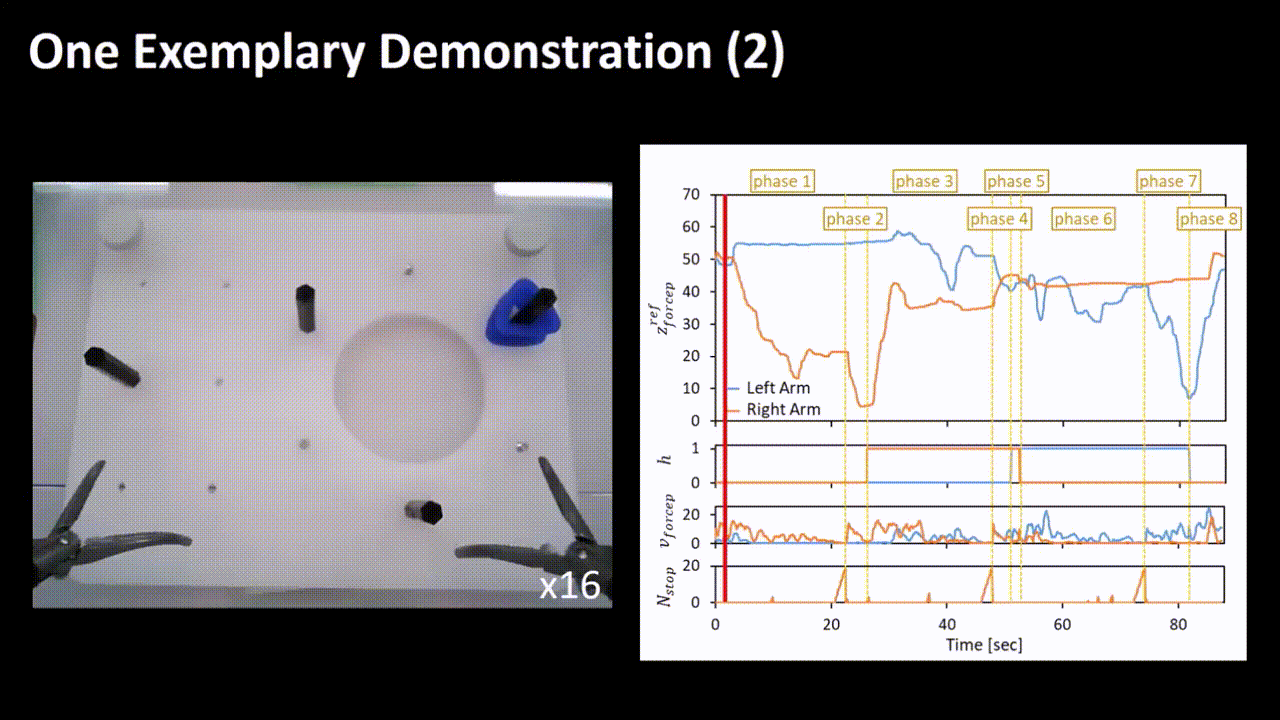 One Exemplary Demonstration (2)
x16
phase 1
phase 3
phase 5
phase 7
phase 2
phase 4
phase 6
phase 8
70
60
50
40
30
20
10
0
z^{ref}_{forcep}
Left Arm
Right Arm
1
0
h
20
0
v_{forcep}
20
0
N_{stop}
0 20 40 60 80
Time [sec]